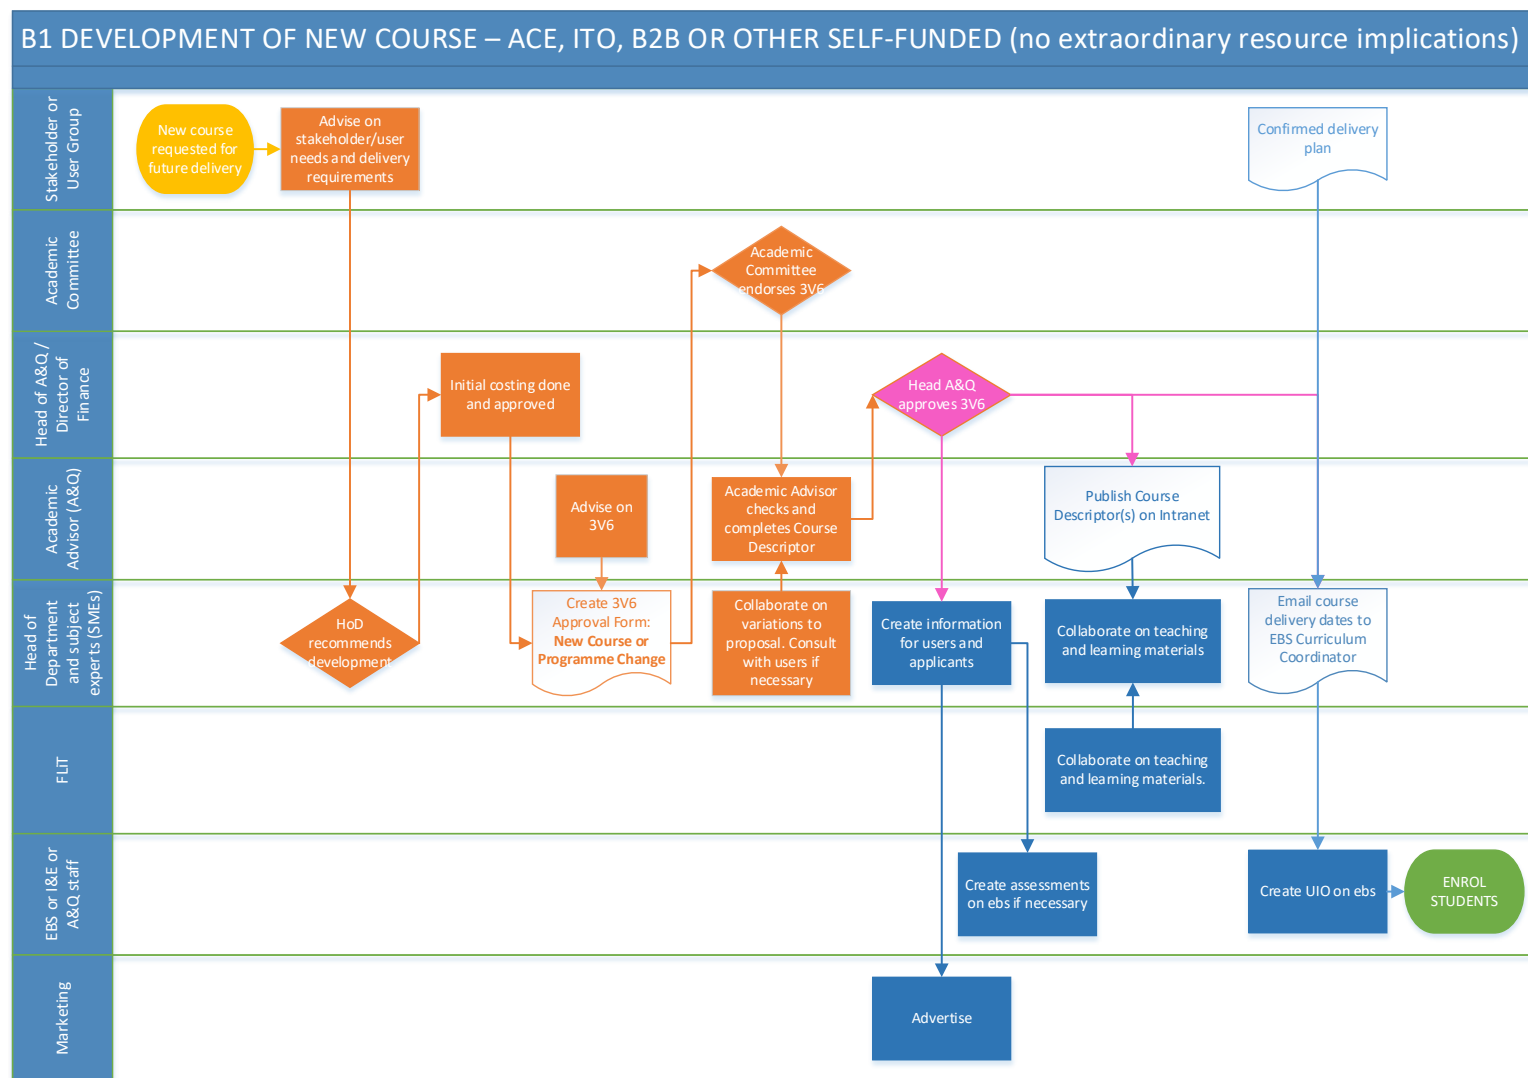 B1 DEVELOPMENT OF NEW COURSE – ACE, ITO, B2B OR OTHER SELF-FUNDED (no extraordinary resource implications)
Stakeholder or
User Group
New course
requested for
future delivery
Advise on
stakeholder/user
needs and delivery
requirements
Confirmed delivery
plan
Academic
Committee
Academic
Committee
endorses 3V6
Head of A&Q /
Director of
Finance
Initial costing done
and approved
Head A&Q
approves 3V6
Academic
Advisor (A&Q)
Advise on
3V6
Academic Advisor
checks and
completes Course
Descriptor
Publish Course
Descriptor(s) on Intranet
Head of
Department
and subject
experts (SMEs)
HoD
recommends
development
Create 3V6
Approval Form:
New Course or
Programme Change
Collaborate on
variations to
proposal. Consult
with users if
necessary
Create information
for users and
applicants
Collaborate on teaching
and learning materials
Email course
delivery dates to
EBS Curriculum
Coordinator
FLiT
Collaborate on teaching
and learning materials.
EBS or I&E or
A&Q staff
Create assessments
on ebs if necessary
Create UIO on ebs
ENROL
STUDENTS
Marketing
Advertise